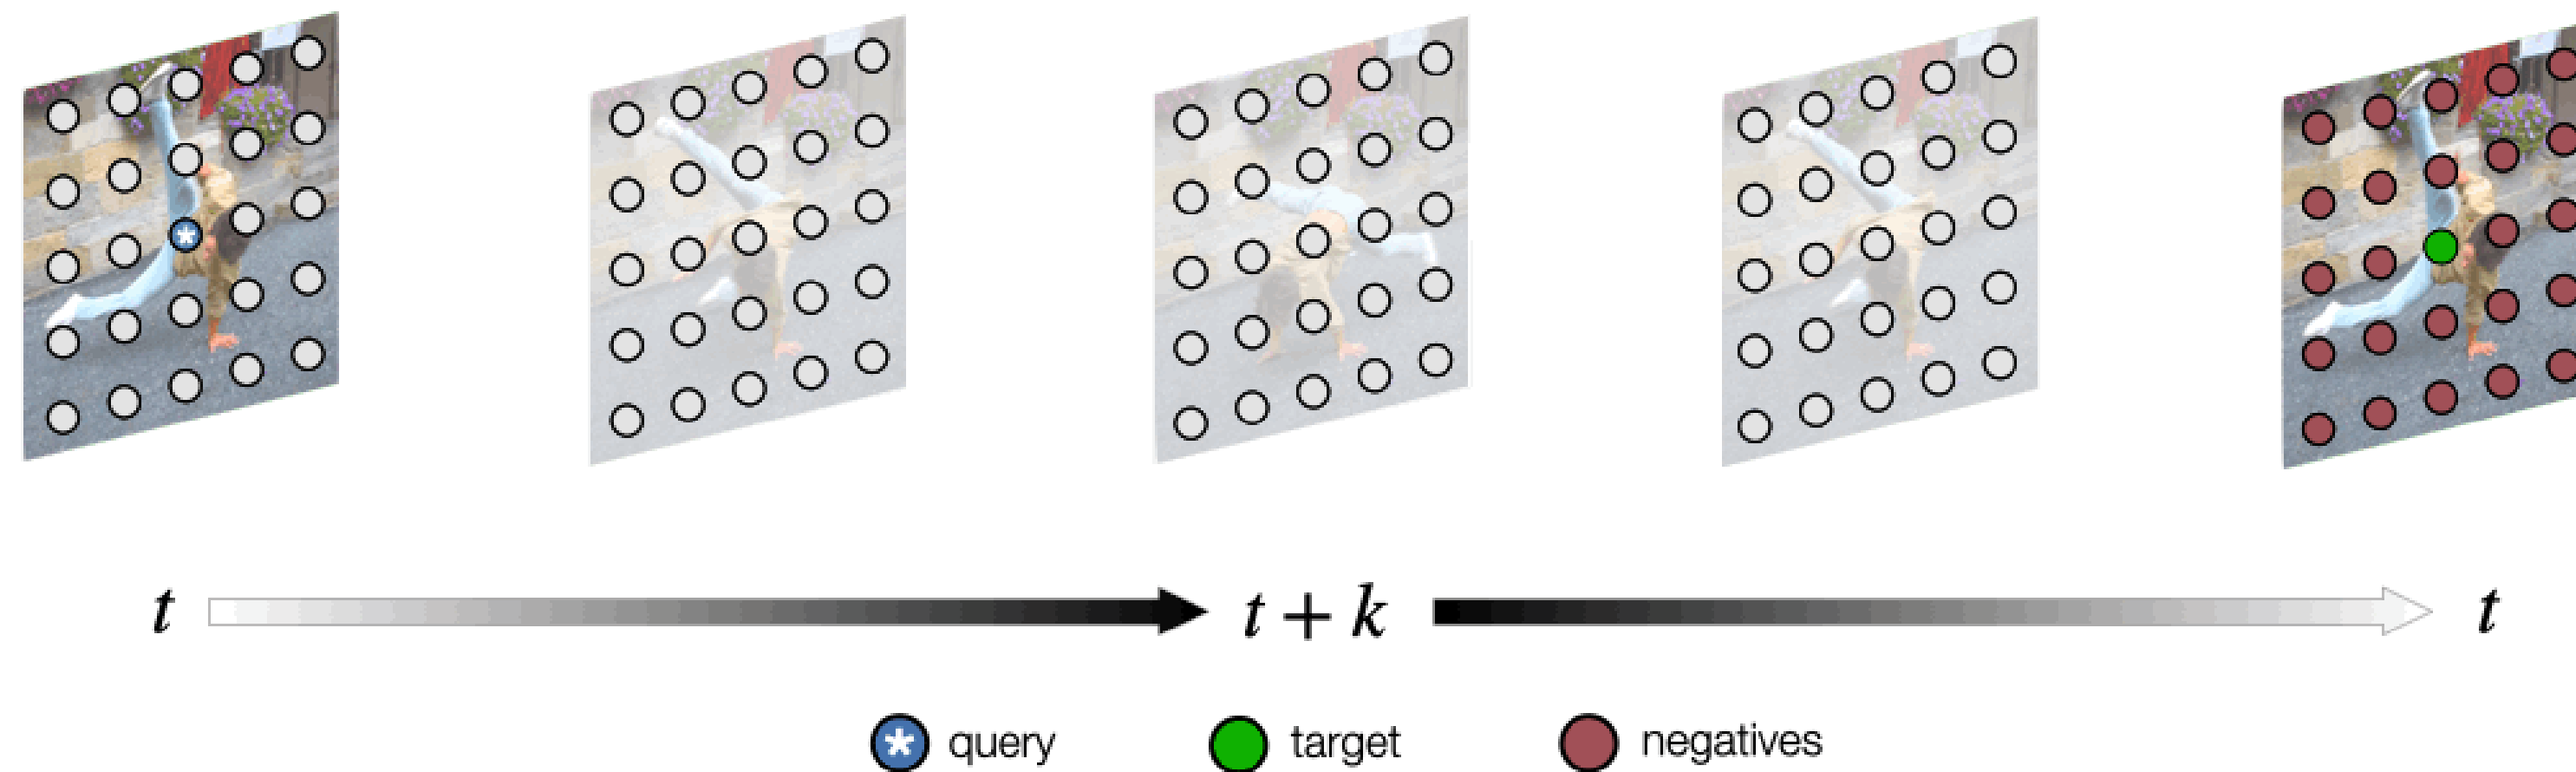 t t + k t
* query target negatives